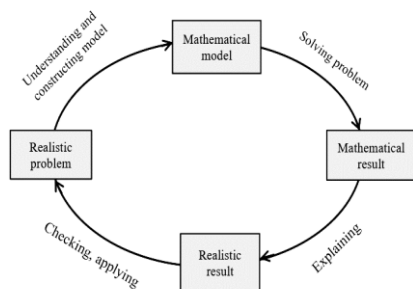 Understanding and
constructing model
Mathematical
model
Solving problem
Realistic
problem
Mathematical
result
Checking, applying
Realistic
result
Explaining